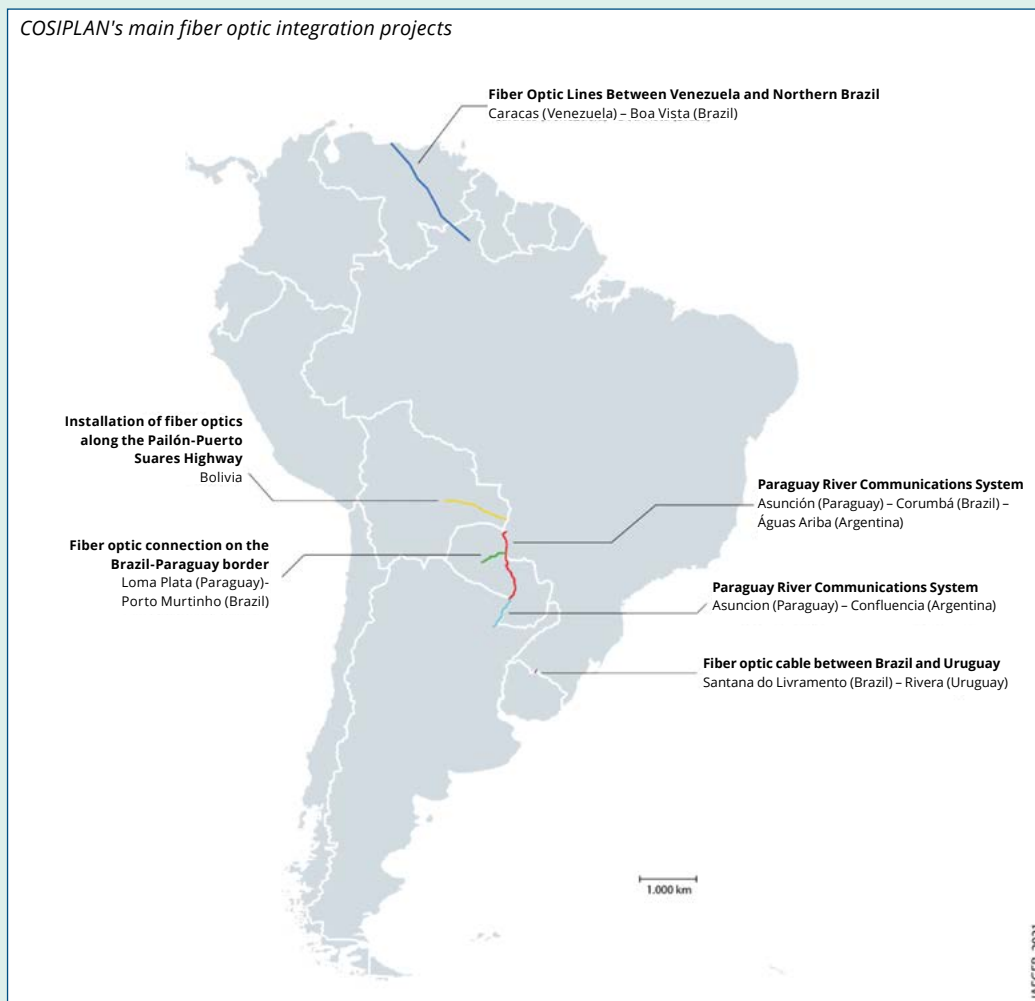 COSIPLAN's main fiber optic integration projects
Fiber Optic Lines Between Venezuela and Northern Brazil
Caracas (Venezuela) – Boa Vista (Brazil)
Installation of fiber optics
along the Pailón-Puerto
Suares Highway
Bolivia
Paraguay River Communications System
Asunción (Paraguay) – Corumbá (Brazil) –
Águas Ariba (Argentina)
Fiber optic connection on the
Brazil-Paraguay border
Loma Plata (Paraguay)-
Porto Murtinho (Brazil)
Paraguay River Communications System
Asuncion (Paraguay) – Confluencia (Argentina)
Fiber optic cable between Brazil and Uruguay
Santana do Livramento (Brazil) – Rivera (Uruguay)
1.000 km
2021